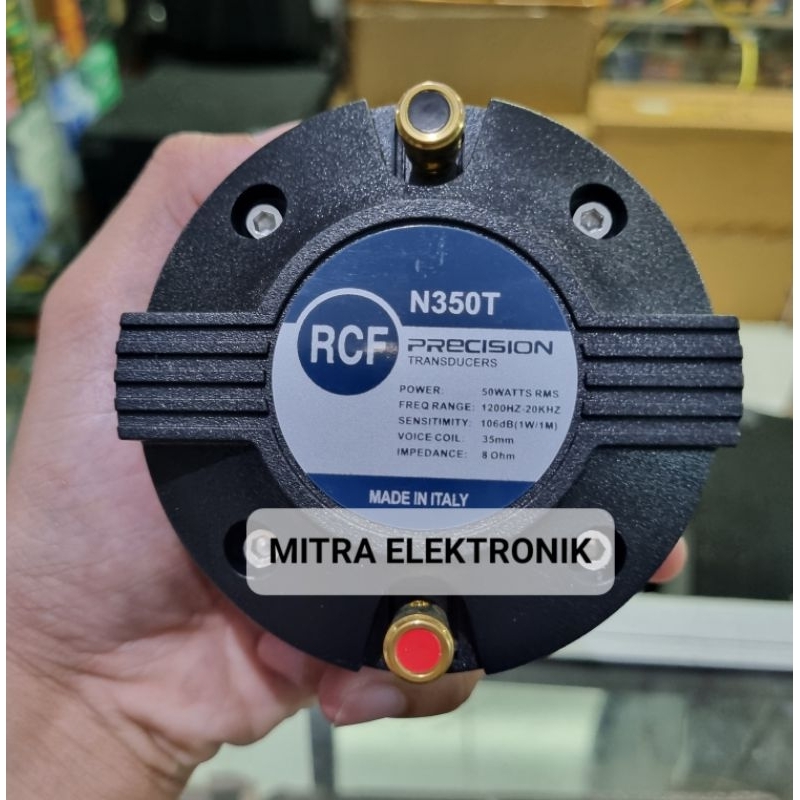 N350T
RCF
PRECISION
TRANSDUCERS
POWER: 50WATTS RMS
FREQ RANGE: 1200HZ-20KHZ
SENSITIMITY: 106dB(1W/1M)
VOICE COIL: 35mm
IMPEDANCE: 8 Ohm
MADE IN ITALY
MITRA ELEKTRONIK